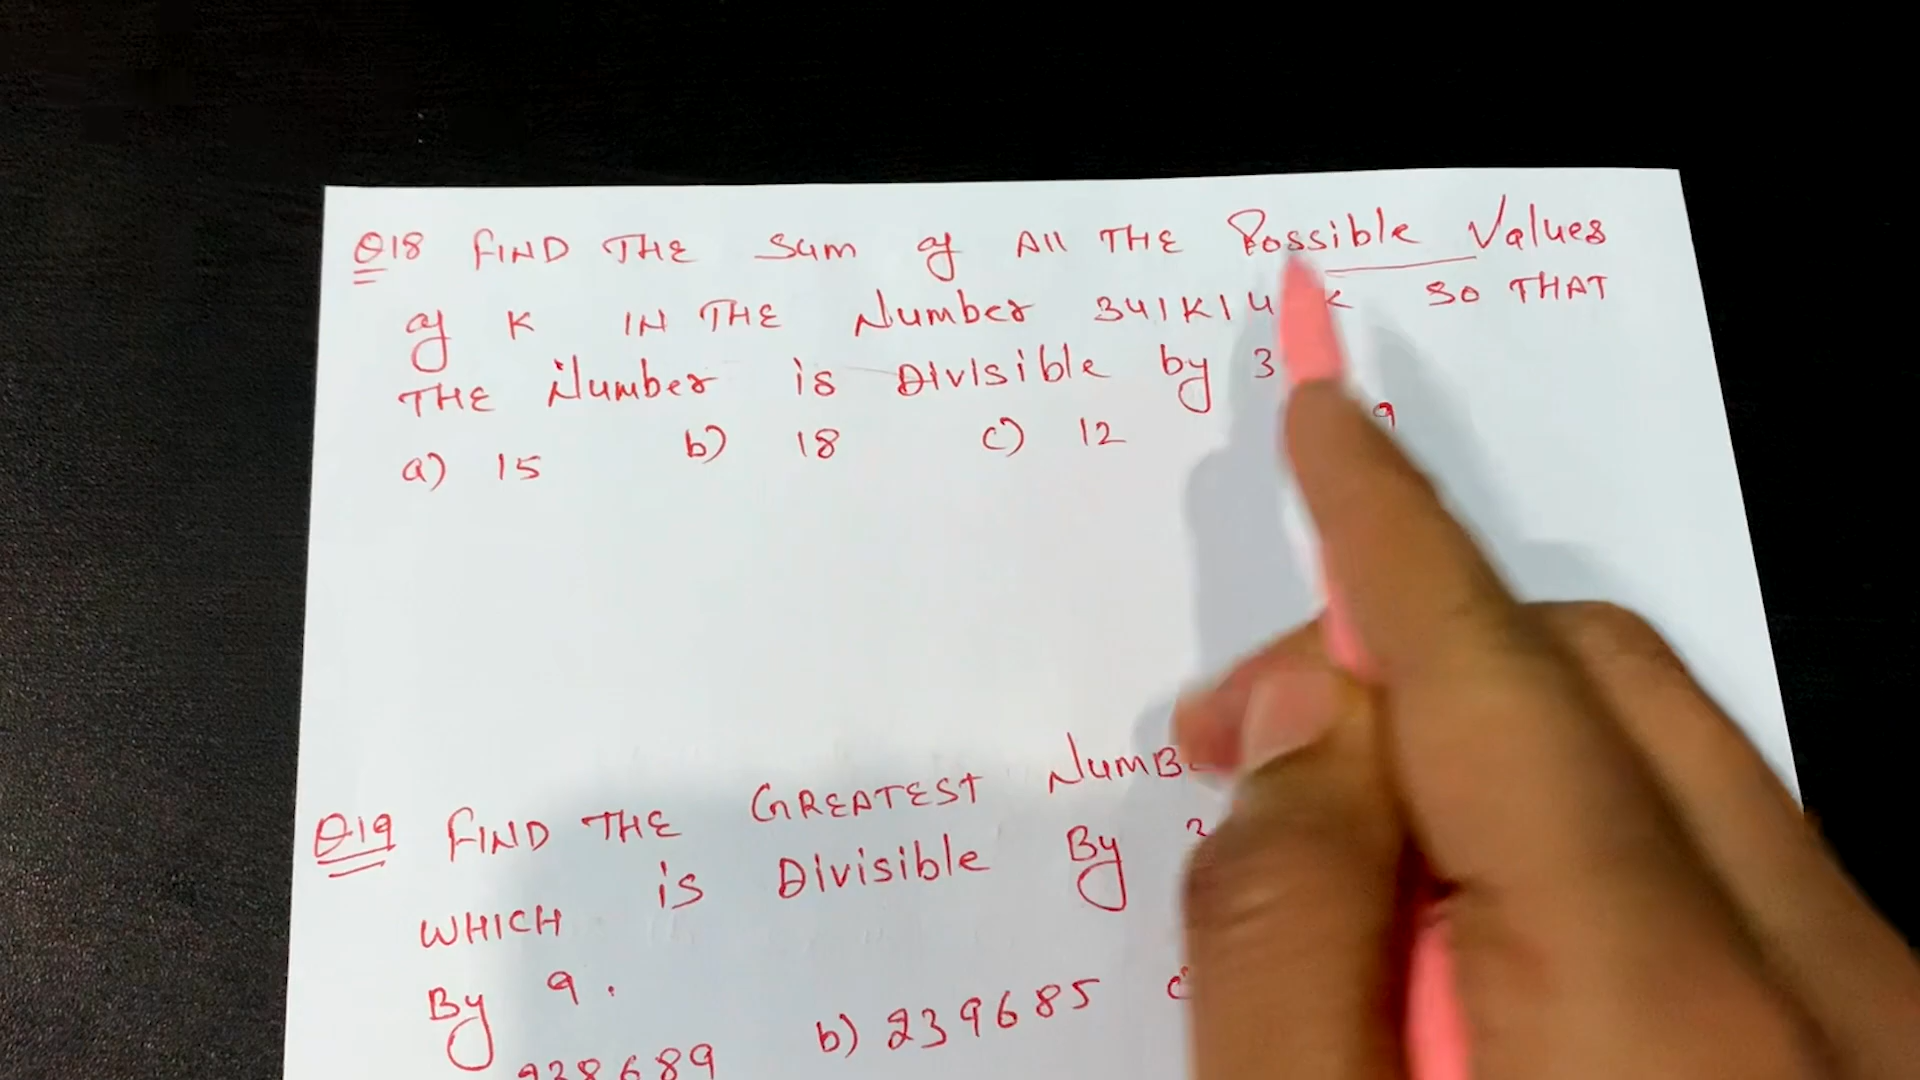 Q18 FIND THE Sum of All THE Possible Values
of K IN THE Number 341K14 K SO THAT
THE Number is Divisible by 3
a) 15 b) 18 c) 12 9
Q19 FIND THE GREATEST
WHICH is Divisible By
By 9.
b) 239685